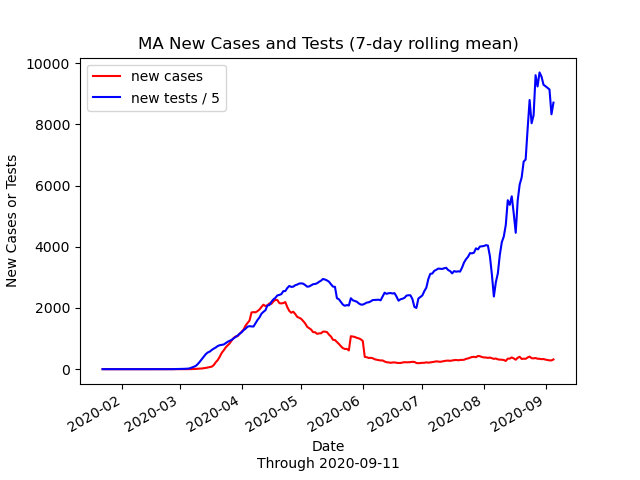 MA New Cases and Tests (7-day rolling mean)
new cases
new tests / 5
10000
8000
6000
4000
2000
0
New Cases or Tests
2020-02
2020-03
2020-04
2020-05
2020-06
2020-07
2020-08
2020-09
Date
Through 2020-09-11